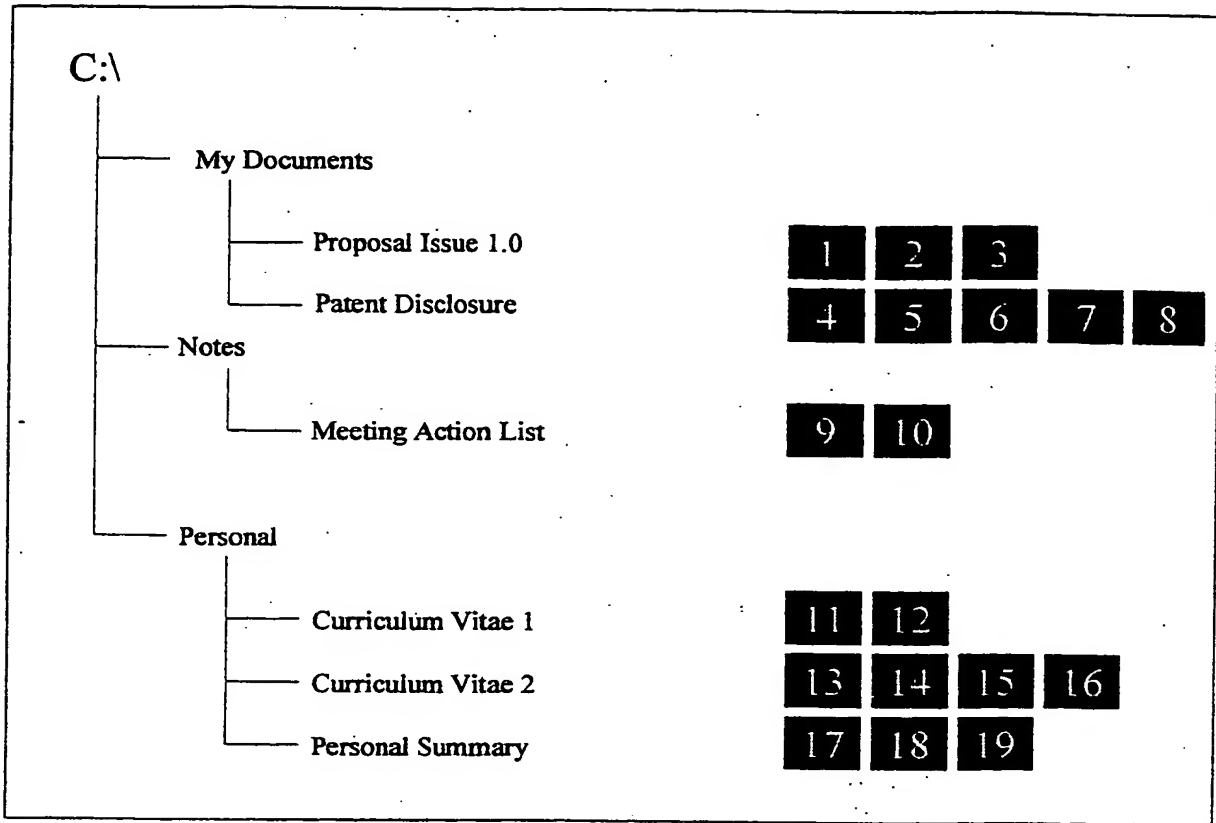 C:\
My Documents
Proposal Issue 1.0 1 2 3
Patent Disclosure 4 5 6 7 8
Notes
Meeting Action List 9 10
Personal
Curriculum Vitae 1 11 12
Curriculum Vitae 2 13 14 15 16
Personal Summary 17 18 19